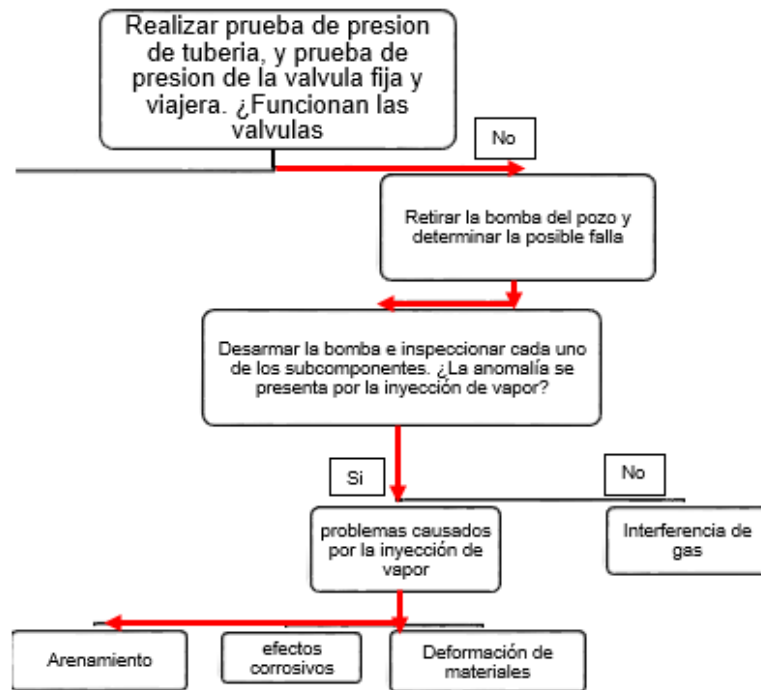 Realizar prueba de presion
de tuberia, y prueba de
presion de la valvula fija y
viajera. ¿Funcionan las
valvulas
No
Retirar la bomba del pozo y
determinar la posible falla
Desarmar la bomba e inspeccionar cada uno
de los subcomponentes. ¿La anomalía se
presenta por la inyección de vapor?
Si
No
problemas causados
por la inyección de
vapor
Interferencia de
gas
Arenamiento
efectos
corrosivos
Deformación de
materiales